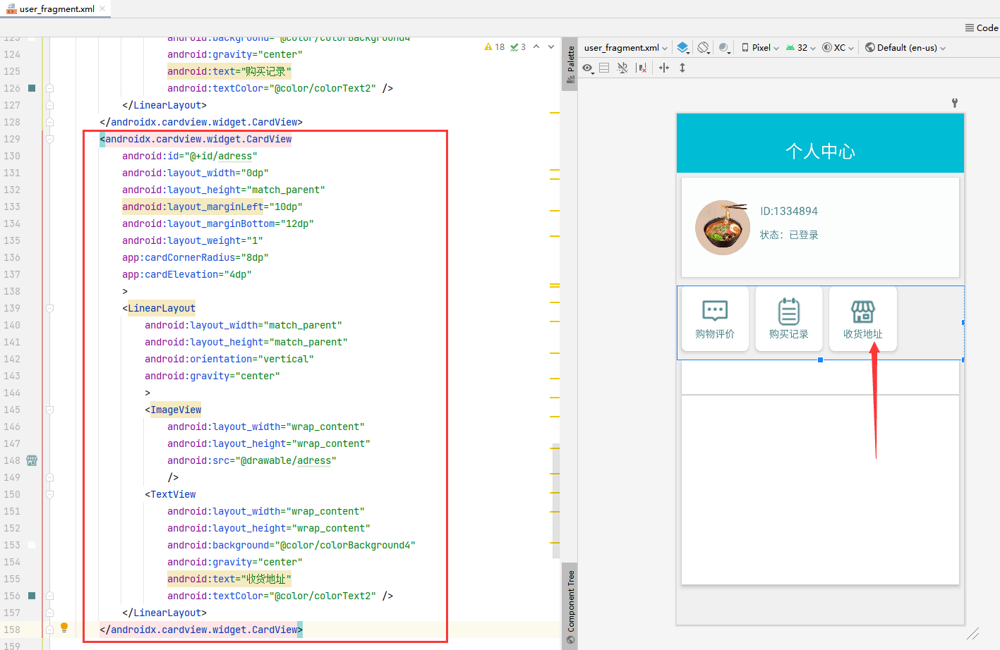 user_fragment.xml
Code
123 android:background="@color/colorBackground4"
124 android:gravity="center"
125 android:text="购买记录"
126 android:textColor="@color/colorText2" />
127 </LinearLayout>
128 </androidx.cardview.widget.CardView>
129 <androidx.cardview.widget.CardView
130 android:id="@+id/adress"
131 android:layout_width="0dp"
132 android:layout_height="match_parent"
133 android:layout_marginLeft="10dp"
134 android:layout_marginBottom="12dp"
135 android:layout_weight="1"
136 app:cardCornerRadius="8dp"
137 app:cardElevation="4dp"
138 >
139 <LinearLayout
140 android:layout_width="match_parent"
141 android:layout_height="match_parent"
142 android:orientation="vertical"
143 android:gravity="center"
144 >
145 <ImageView
146 android:layout_width="wrap_content"
147 android:layout_height="wrap_content"
148 android:src="@drawable/adress"
149 />
150 <TextView
151 android:layout_width="wrap_content"
152 android:layout_height="wrap_content"
153 android:background="@color/colorBackground4"
154 android:gravity="center"
155 android:text="收货地址"
156 android:textColor="@color/colorText2" />
157 </LinearLayout>
158 </androidx.cardview.widget.CardView>
159
18 3
Palette
Component Tree
user_fragment.xml Pixel 32 XC Default (en-us)
个人中心
ID:1334894
状态：已登录
购物评价 购买记录 收货地址